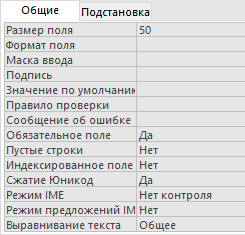 Общие Подстановка
Размер поля 50
Формат поля
Маска ввода
Подпись
Значение по умолчани
Правило проверки
Сообщение об ошибке
Обязательное поле Да
Пустые строки Нет
Индексированное поле Нет
Сжатие Юникод Да
Режим IME Нет контроля
Режим предложений IM Нет
Выравнивание текста Общее